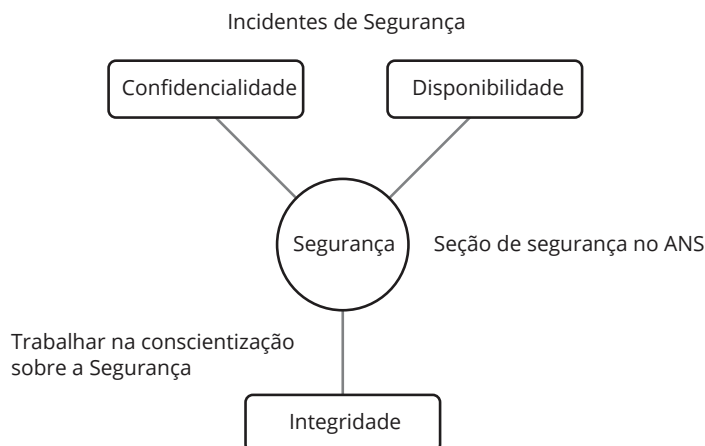 Incidentes de Segurança
Confidencialidade
Disponibilidade
Segurança
Seção de segurança no ANS
Trabalhar na conscientização
sobre a Segurança
Integridade